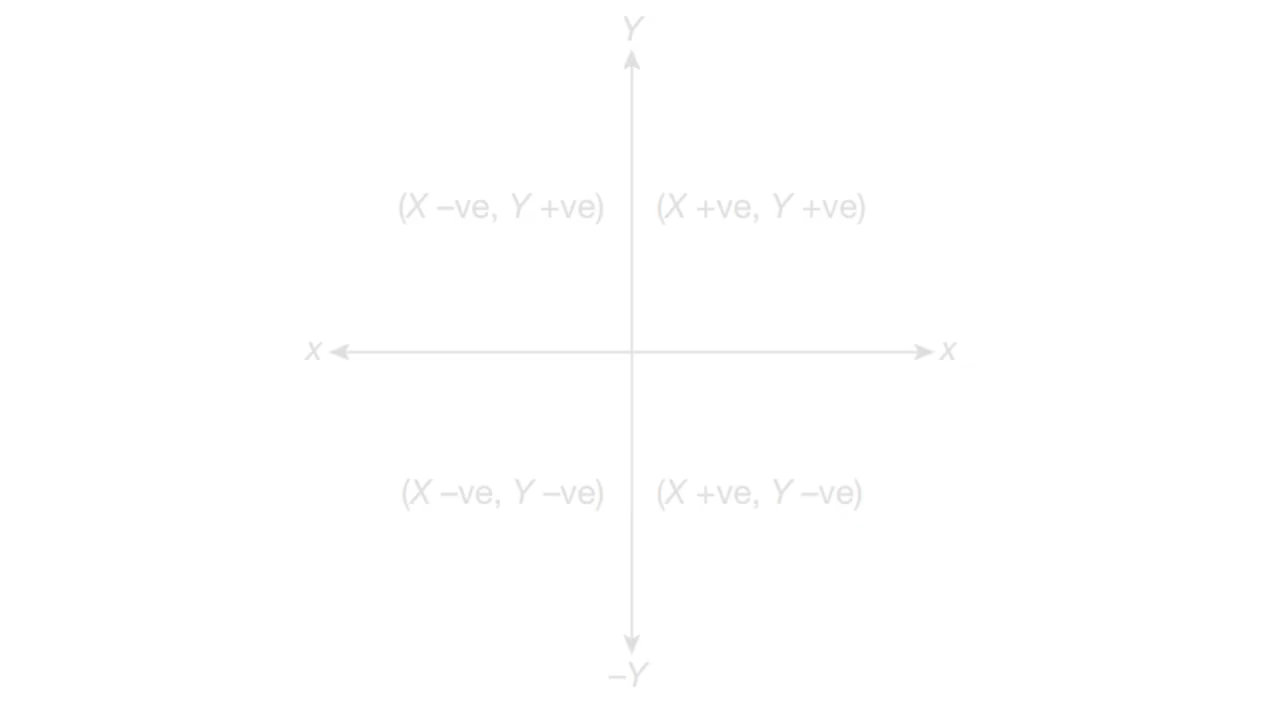 Y
(X –ve, Y +ve) (X +ve, Y +ve)
x x
(X –ve, Y –ve) (X +ve, Y –ve)
–Y